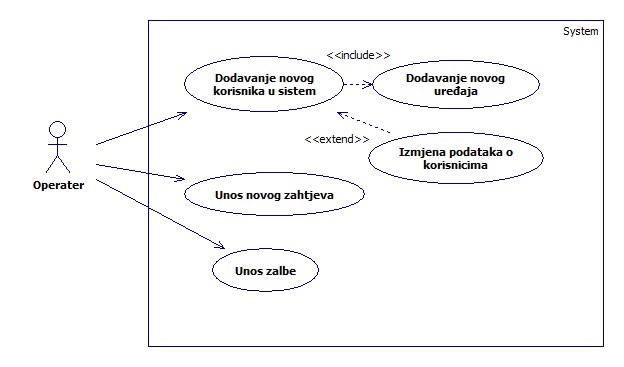 System
<<include>>
Dodavanje novog
korisnika u sistem
Dodavanje novog
uređaja
<<extend>>
Izmjena podataka o
korisnicima
Operater
Unos novog zahtjeva
Unos zalbe